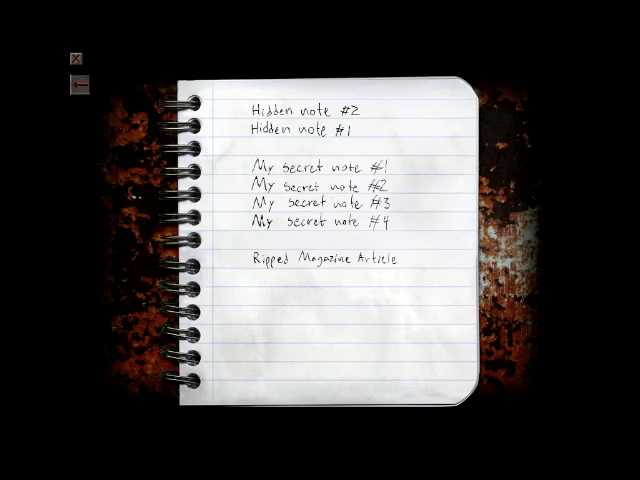 Hidden note #2
Hidden note #1
My secret note #1
My secret note #2
My secret note #3
My secret note #4
Ripped Magazine Article